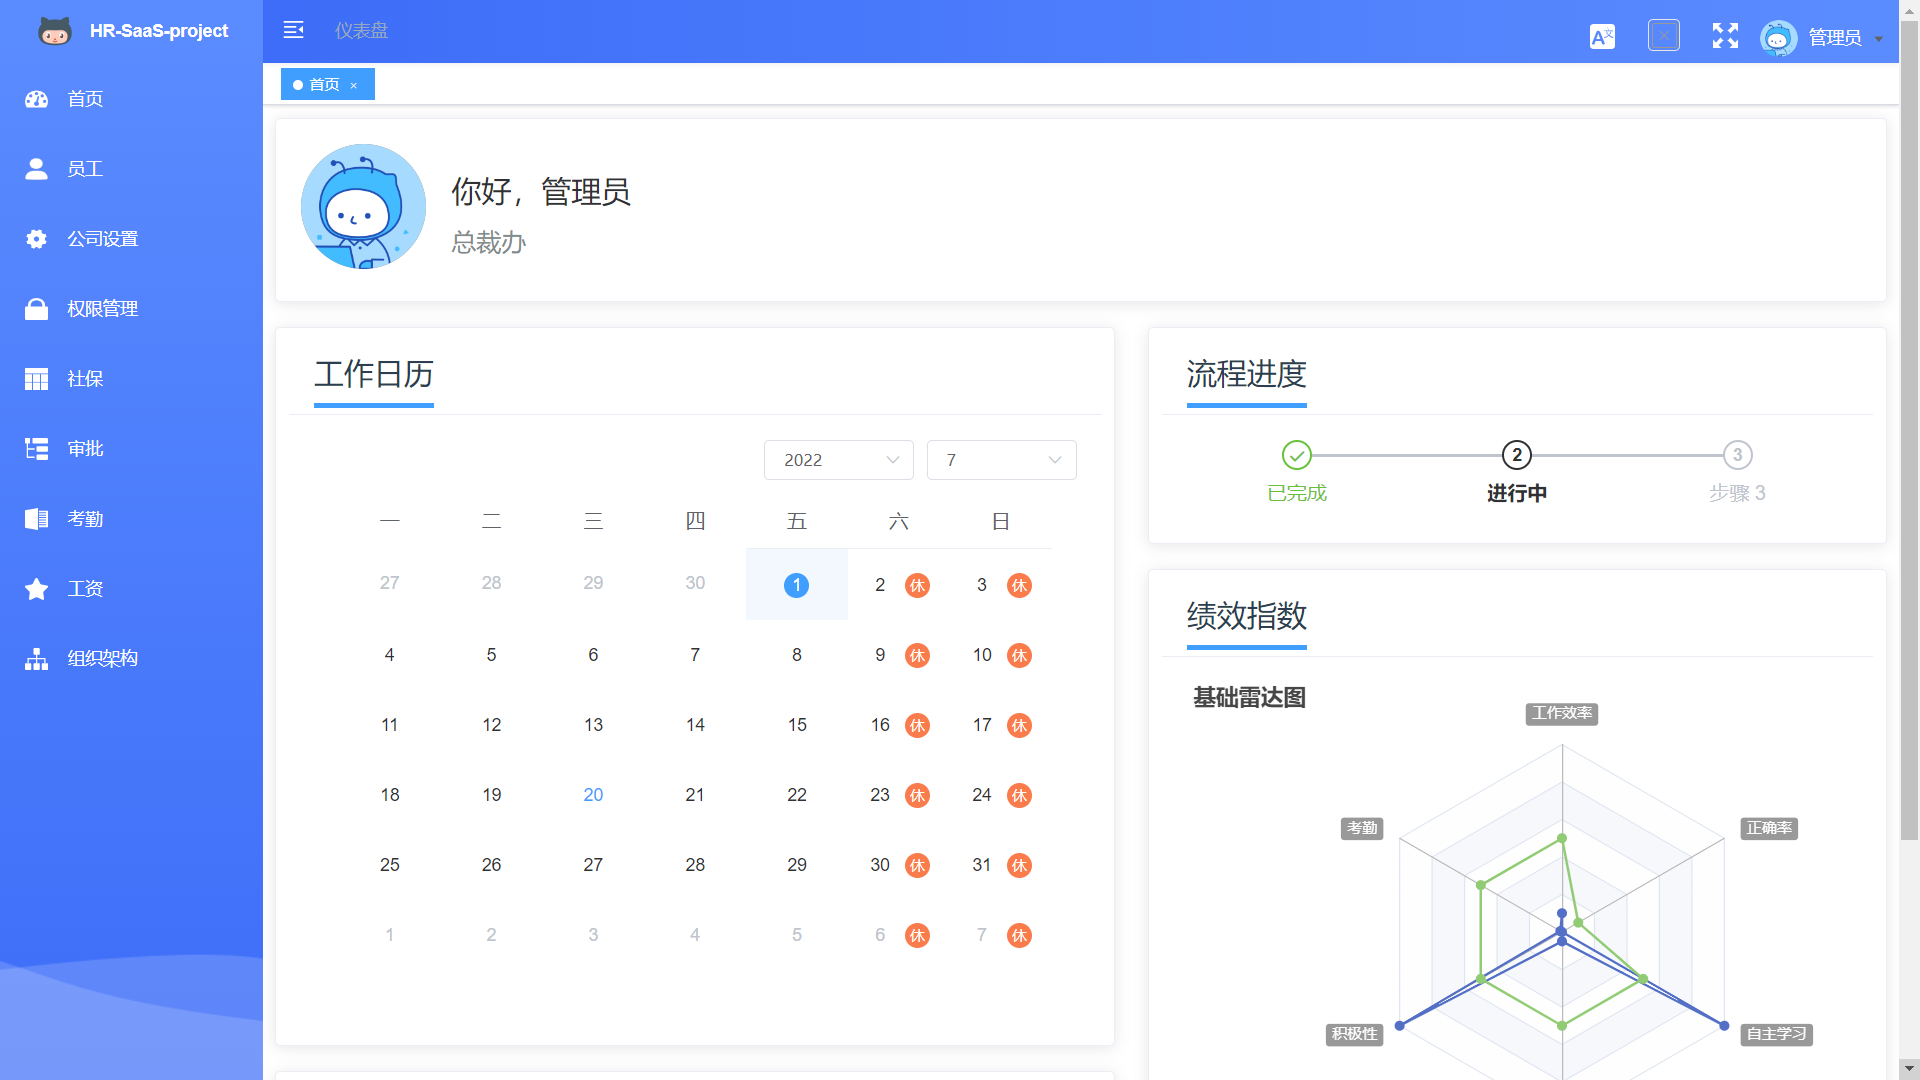 HR-SaaS-project
仪表盘
管理员
首页
员工
公司设置
权限管理
社保
审批
考勤
工资
组织架构
首页 ×
你好，管理员
总裁办
工作日历
2022 7
一 二 三 四 五 六 日
27 28 29 30 1 2 休 3 休
4 5 6 7 8 9 休 10 休
11 12 13 14 15 16 休 17 休
18 19 20 21 22 23 休 24 休
25 26 27 28 29 30 休 31 休
1 2 3 4 5 6 休 7 休
流程进度
2 3
已完成 进行中 步骤 3
绩效指数
基础雷达图
工作效率
考勤 正确率
积极性 自主学习